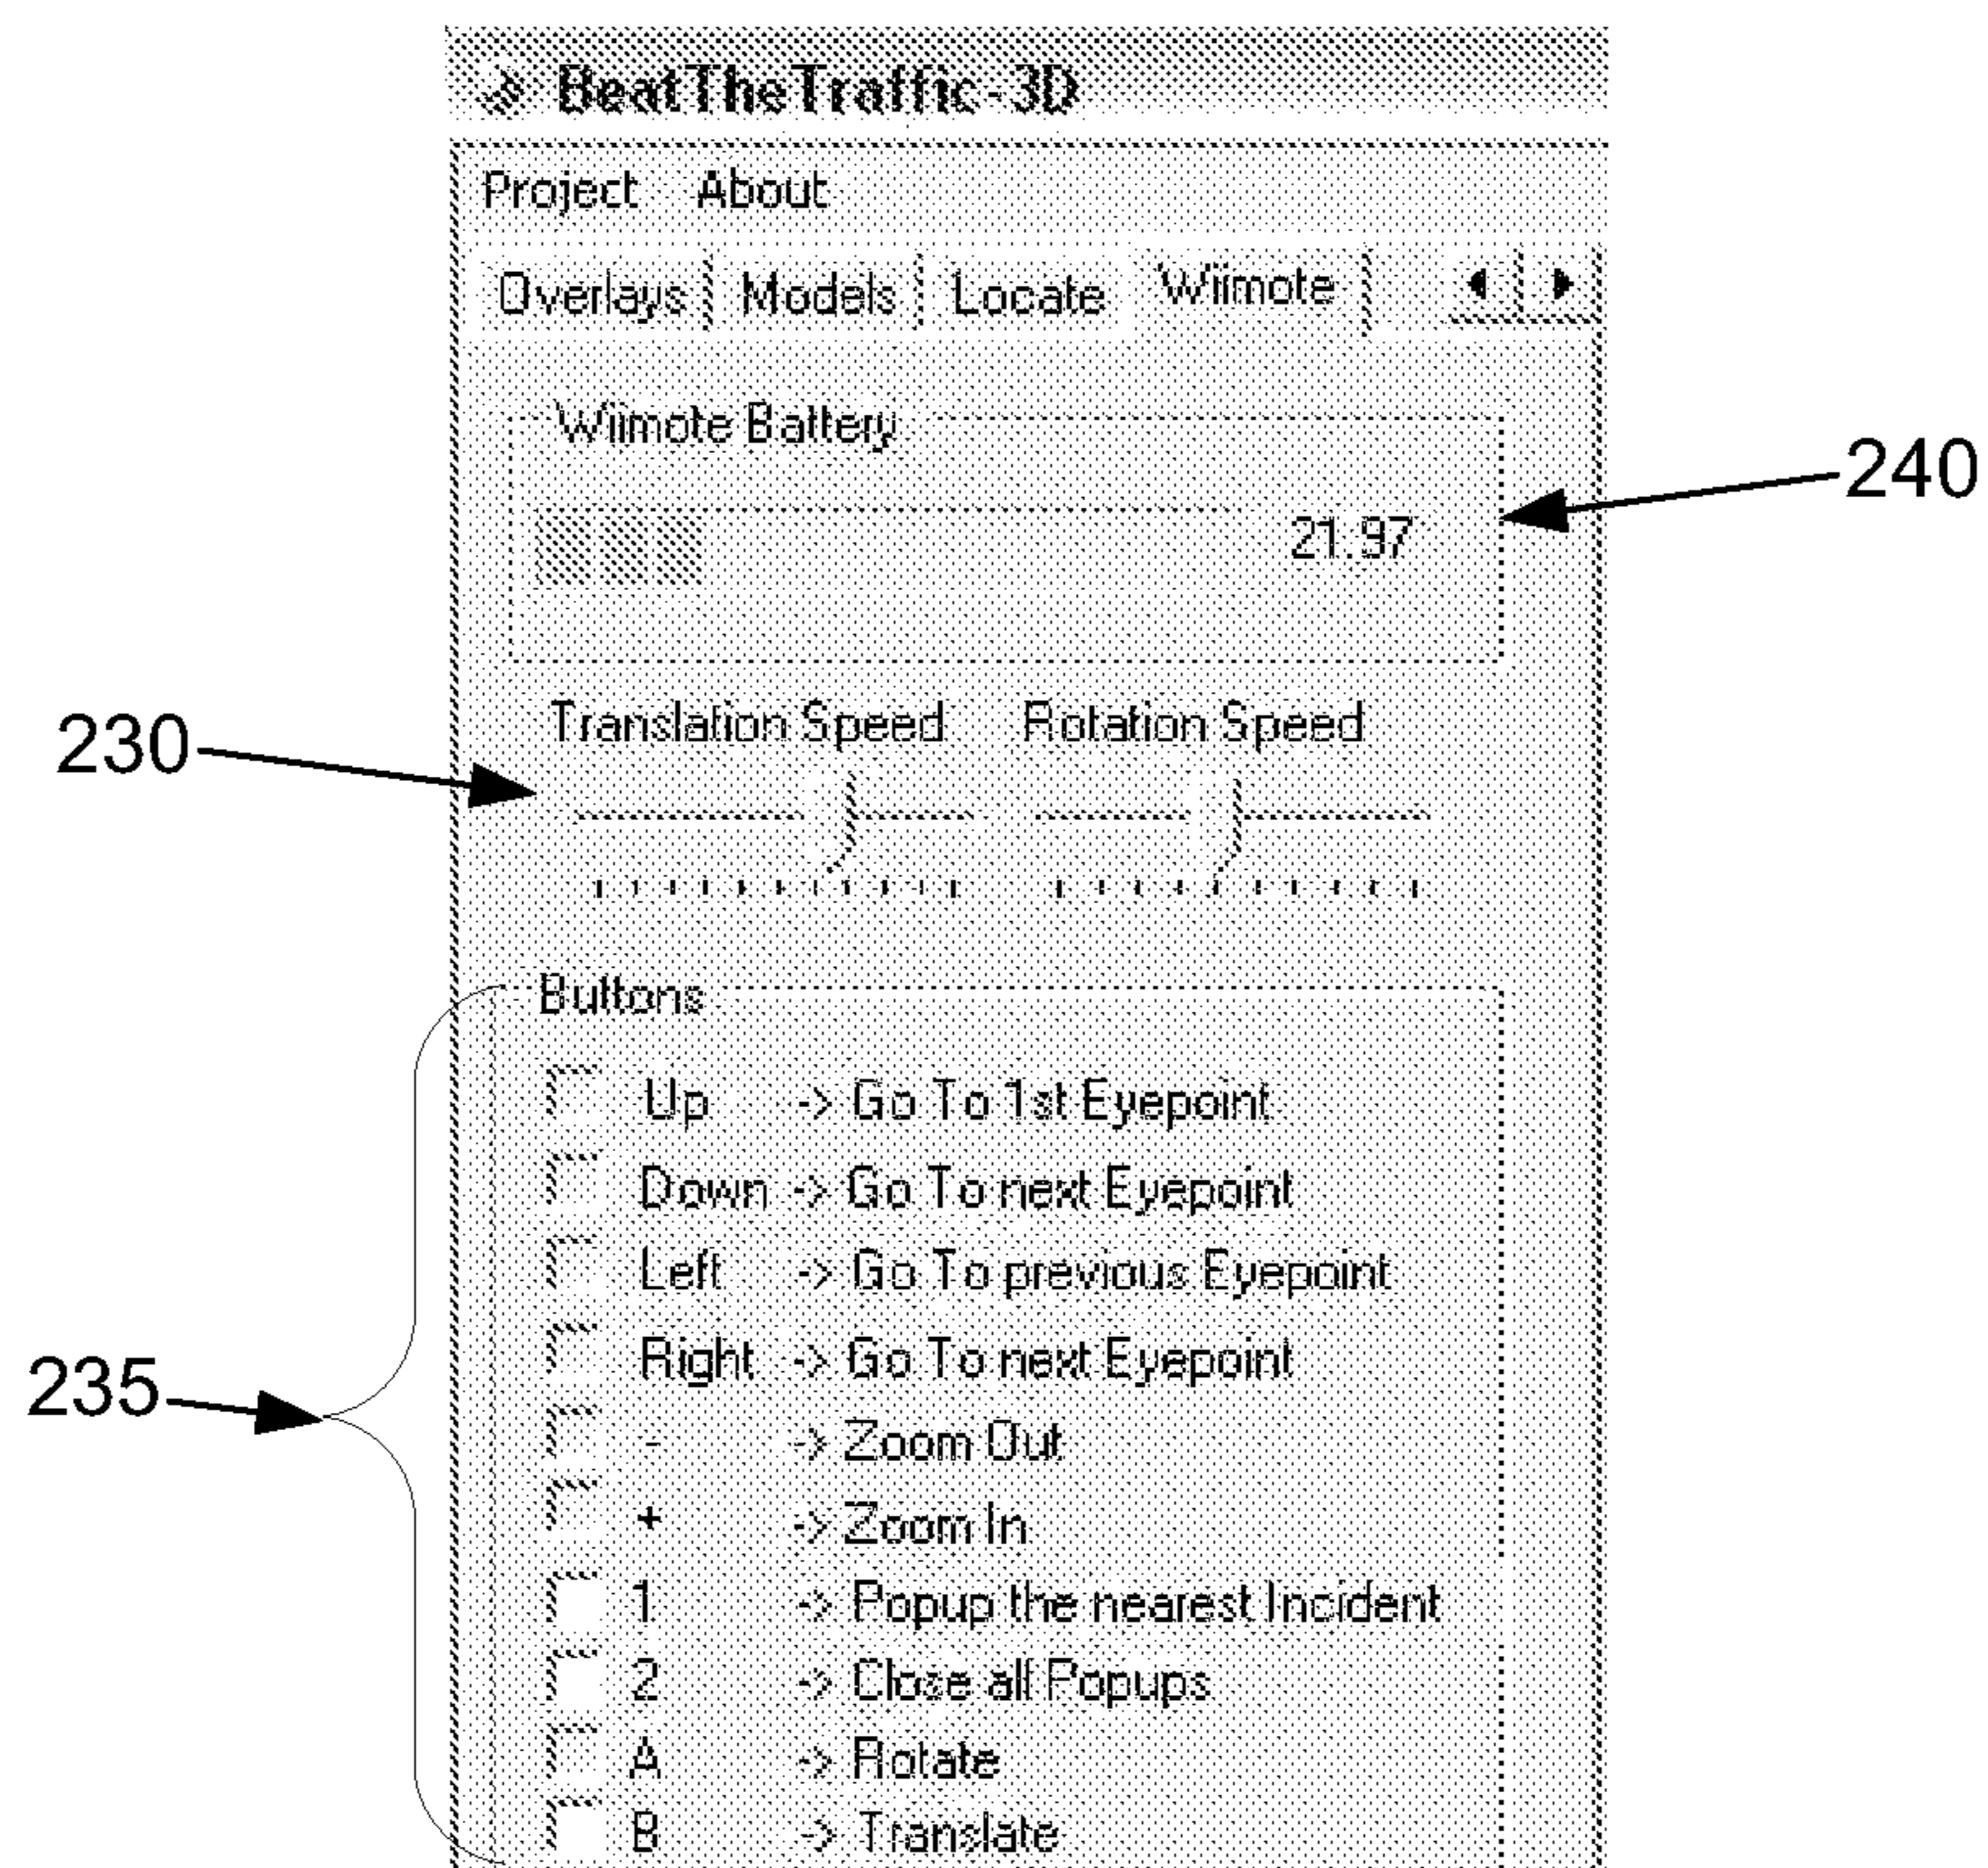 BeatTheTraffic-3D
Project About
Overlays Models Locate Wiimote
Wiimote Battery
240
21.97
230
Translation Speed Rotation Speed
Buttons
Up -> Go To 1st Eyepoint
Down -> Go To next Eyepoint
Left -> Go To previous Eyepoint
235
Right -> Go To next Eyepoint
- -> Zoom Out
+ -> Zoom In
1 -> Popup the nearest Incident
2 -> Close all Popups
A -> Rotate
B -> Translate